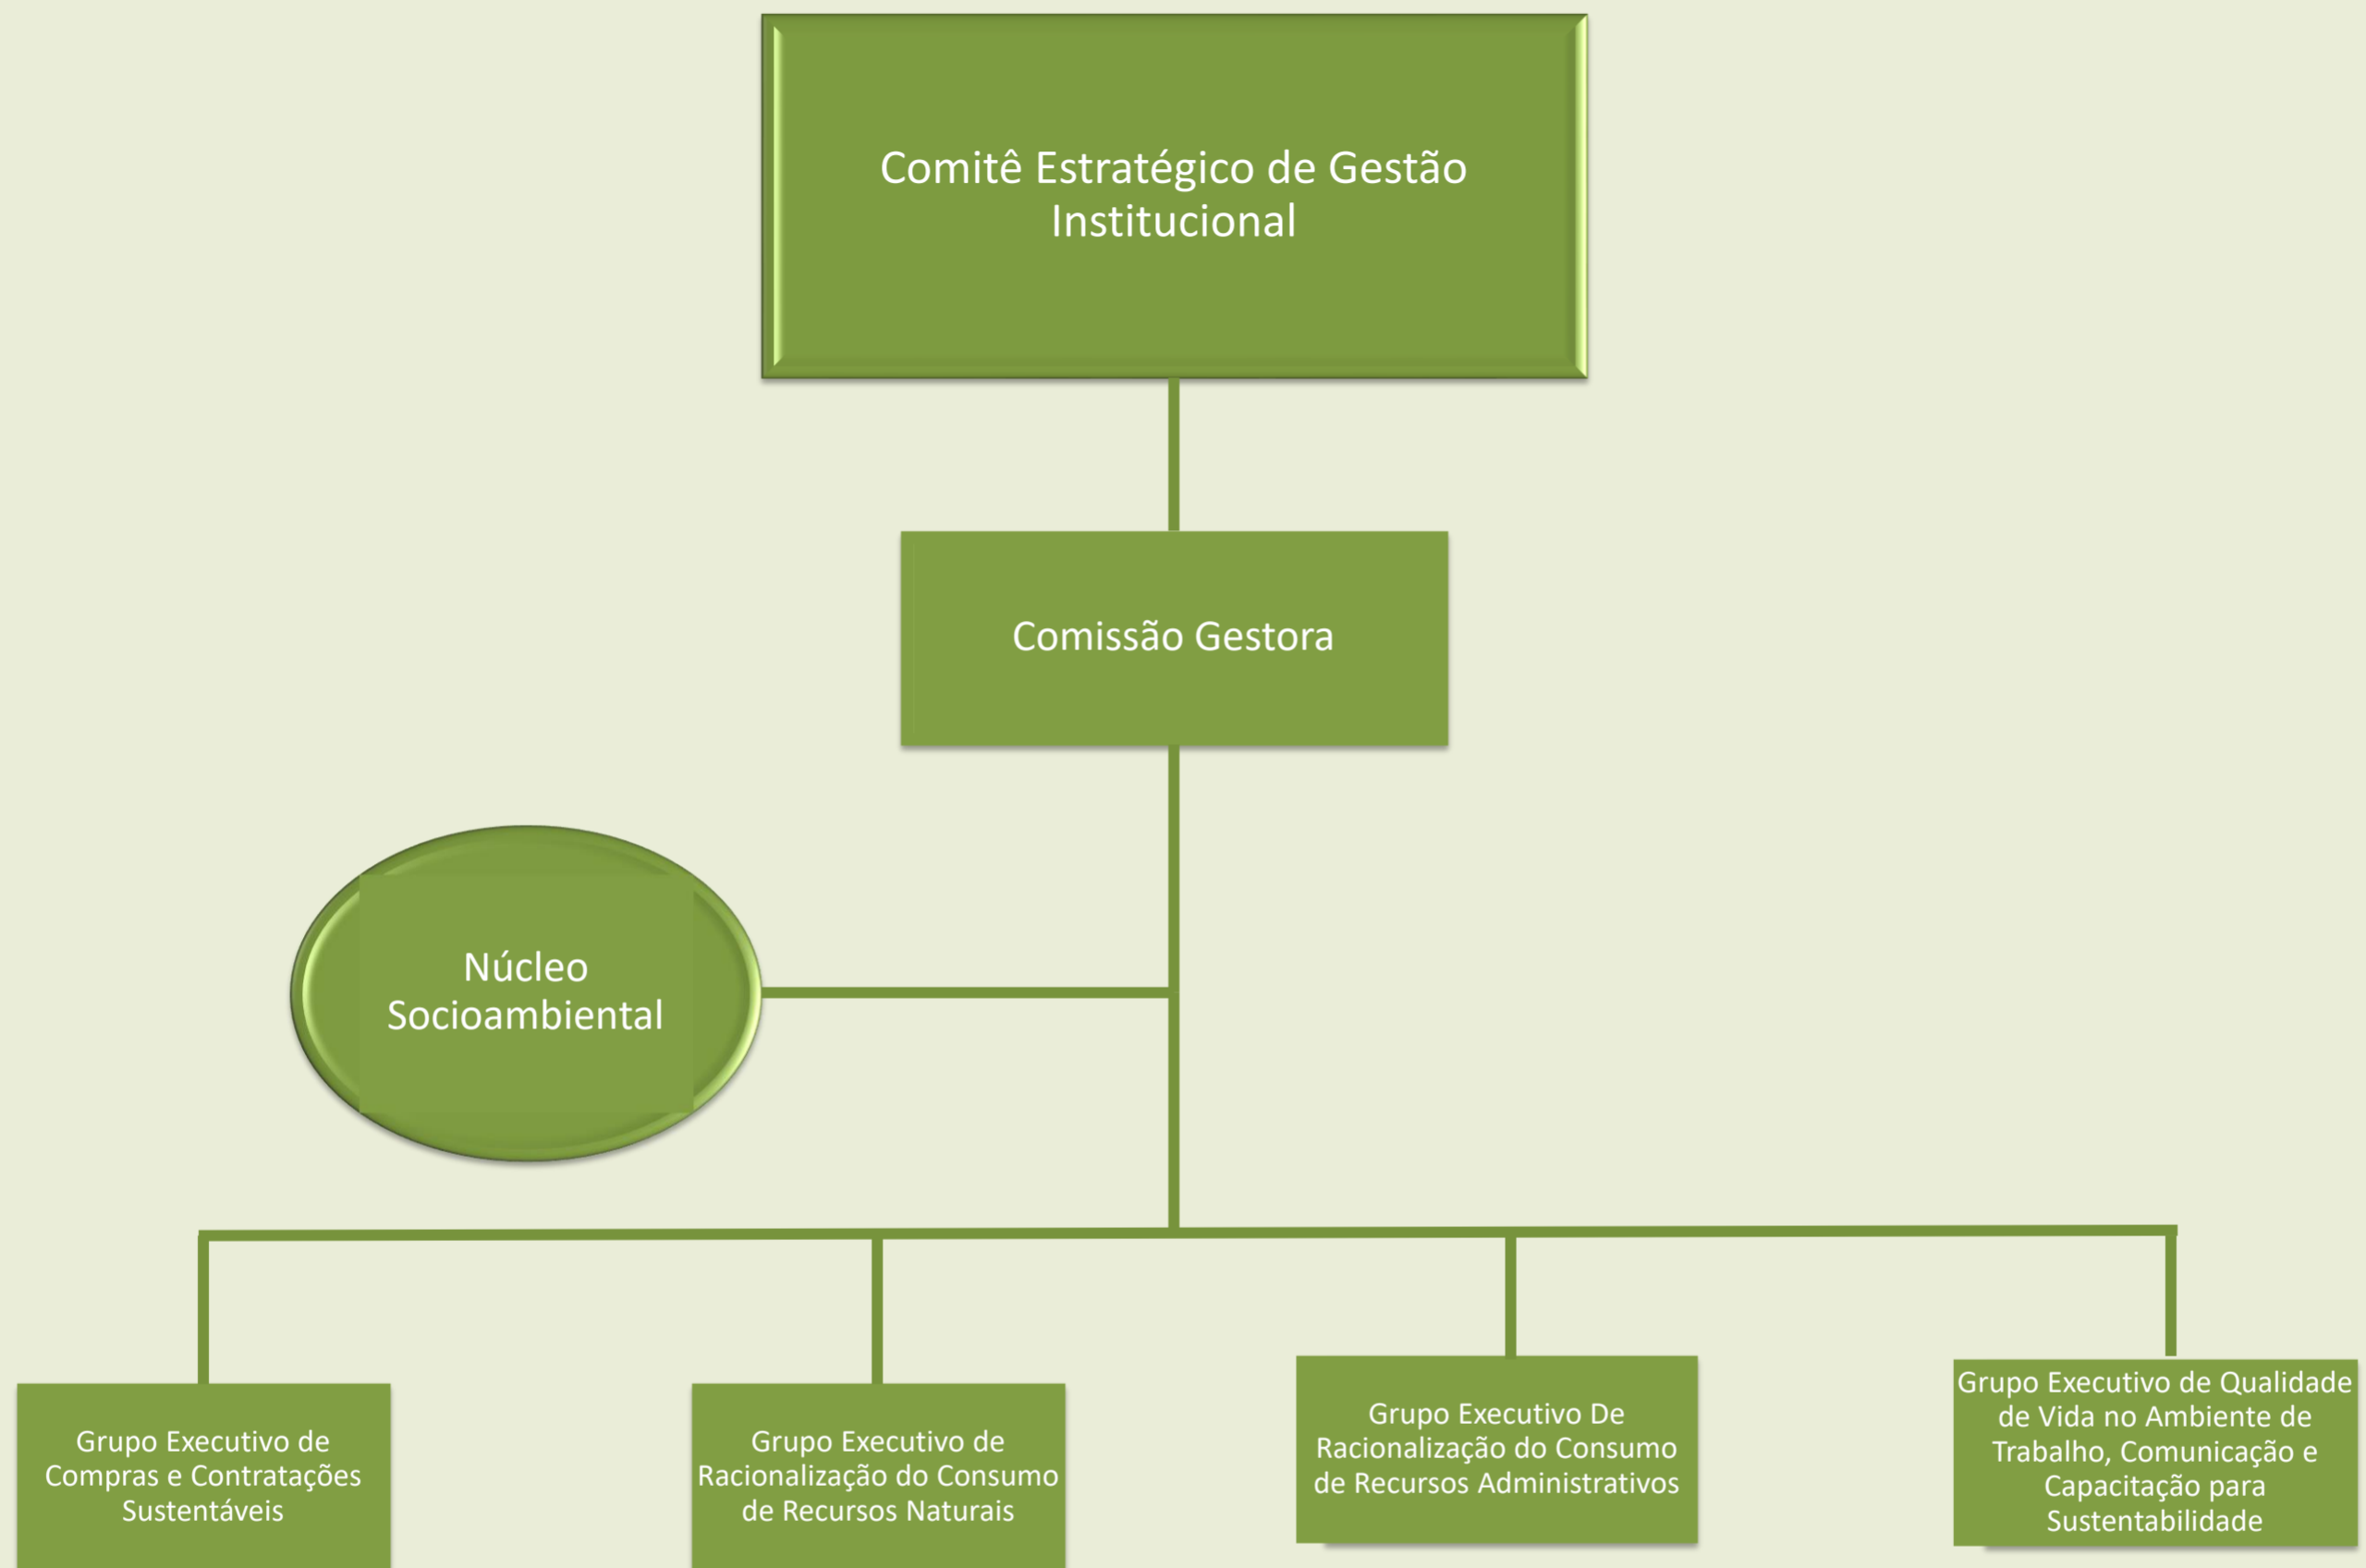 Comitê Estratégico de Gestão
Institucional
Comissão Gestora
Núcleo
Socioambiental
Grupo Executivo de
Compras e Contratações
Sustentáveis
Grupo Executivo de
Racionalização do Consumo
de Recursos Naturais
Grupo Executivo De
Racionalização do Consumo
de Recursos Administrativos
Grupo Executivo de Qualidade
de Vida no Ambiente de
Trabalho, Comunicação e
Capacitação para
Sustentabilidade